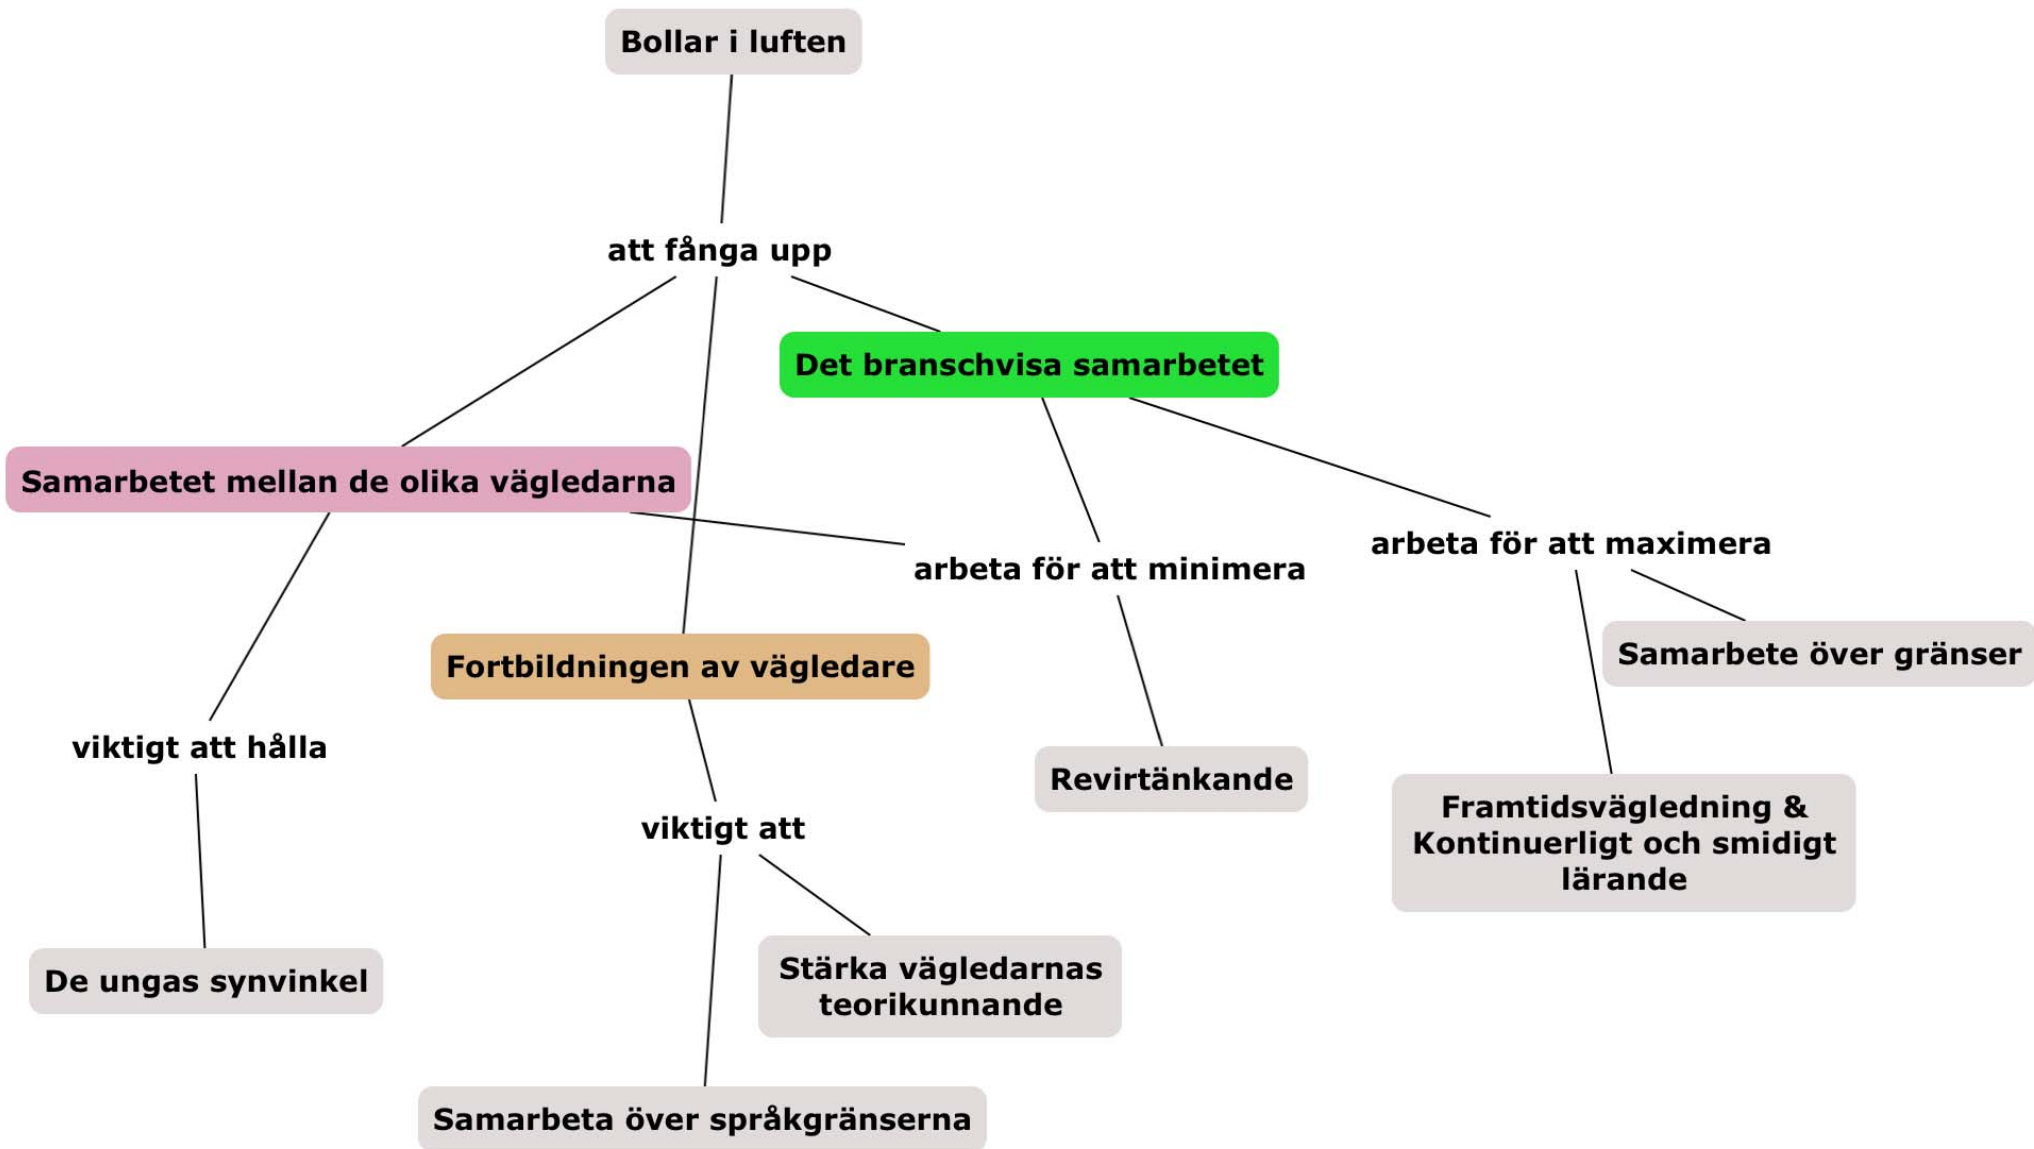 Bollar i luften
att fånga upp
Det branschvisa samarbetet
Samarbetet mellan de olika vägledarna
arbeta för att minimera
arbeta för att maximera
Fortbildningen av vägledare
Samarbete över gränser
viktigt att hålla
Revirtänkande
viktigt att
Framtidsvägledning &
Kontinuerligt och smidigt
lärande
De ungas synvinkel
Stärka vägledarnas
teorikunnande
Samarbeta över språkgränserna